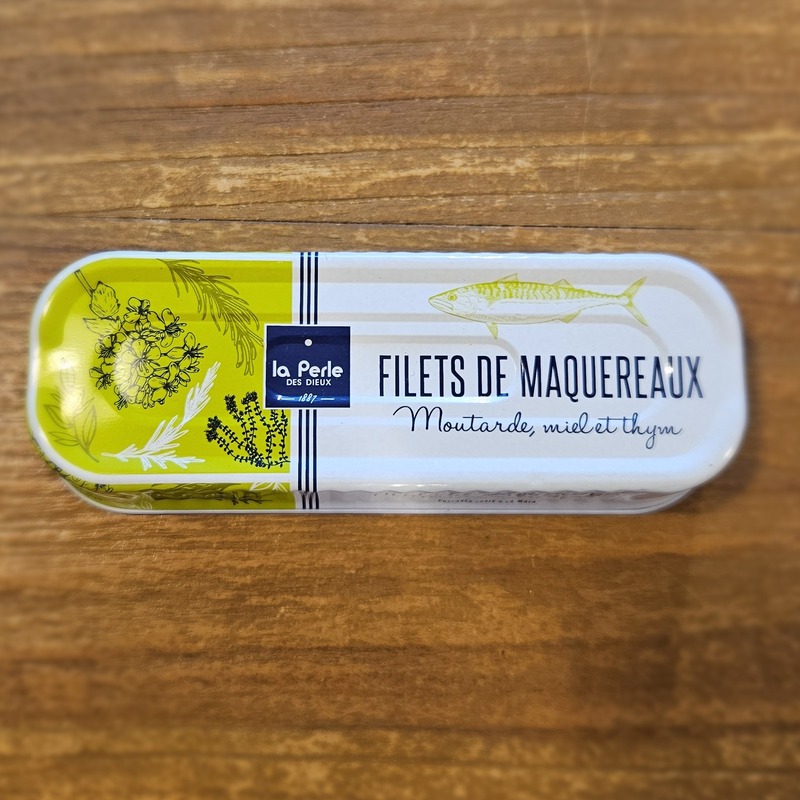 la Perle
DES DIEUX
1887
FILETS DE MAQUEREAUX
Moutarde, miel et thym